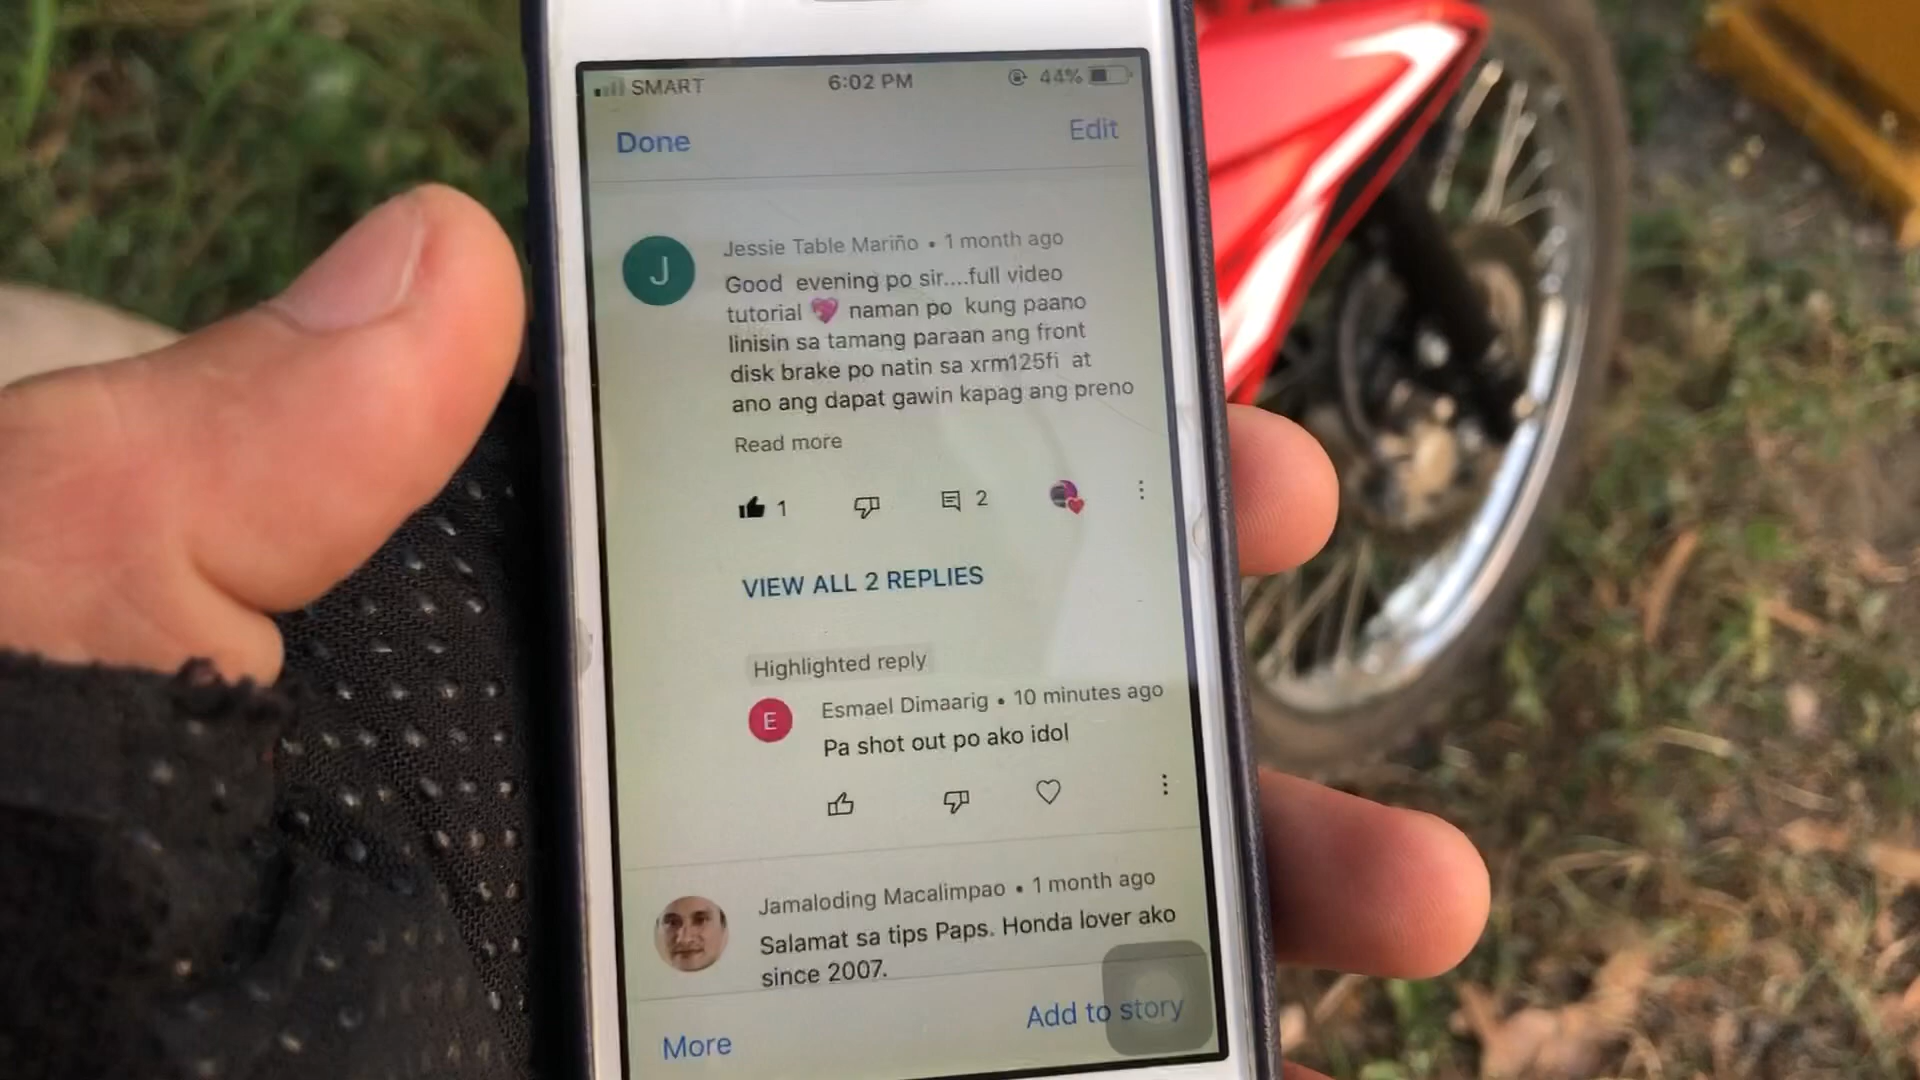 SMART 6:02 PM 44%
Done Edit
Jessie Table Mariño • 1 month ago
J
Good evening po sir....full video
tutorial 💖 naman po kung paano
linisin sa tamang paraan ang front
disk brake po natin sa xrm125fi at
ano ang dapat gawin kapag ang preno
Read more
1 2
VIEW ALL 2 REPLIES
Highlighted reply
E
Esmael Dimaarig • 10 minutes ago
Pa shot out po ako idol
Jamaloding Macalimpao • 1 month ago
Salamat sa tips Paps. Honda lover ako
since 2007.
More Add to story